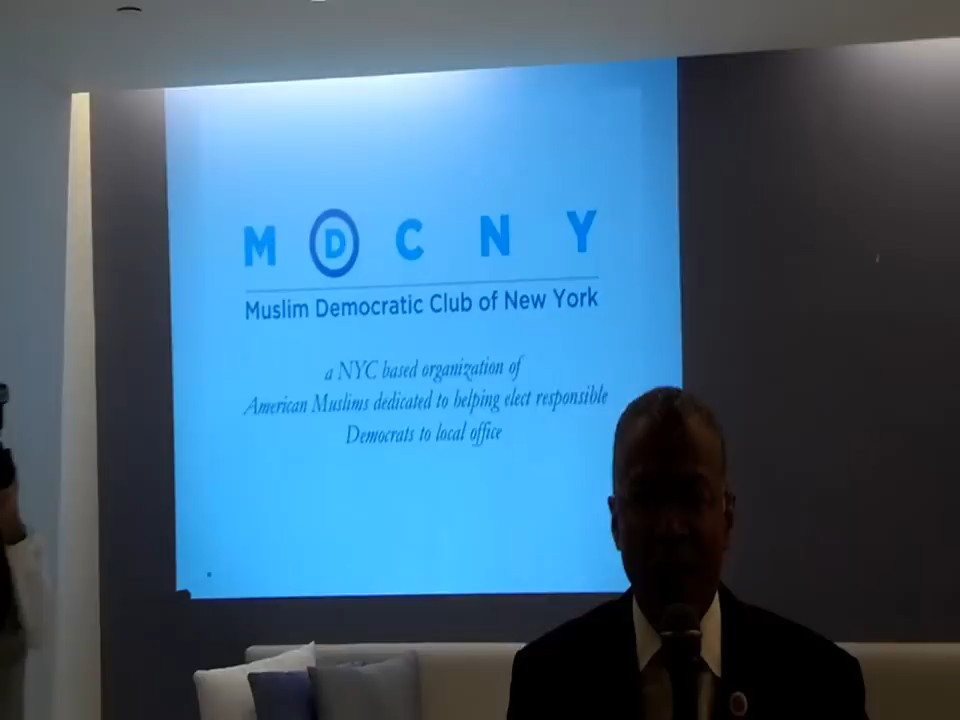 M D C N Y
Muslim Democratic Club of New York
a NYC based organization of
American Muslims dedicated to helping elect responsible
Democrats to local office